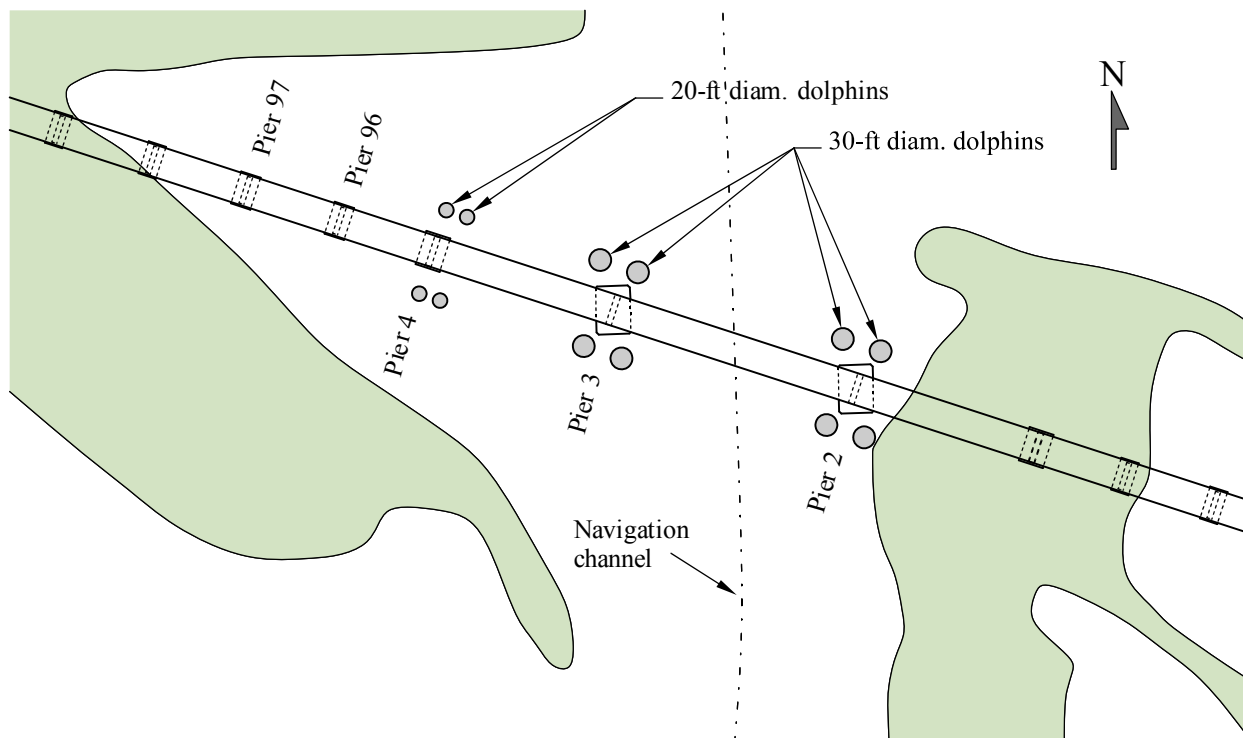 N
20-ft diam. dolphins
30-ft diam. dolphins
Pier 97
Pier 96
Pier 4
Pier 3
Pier 2
Navigation
channel